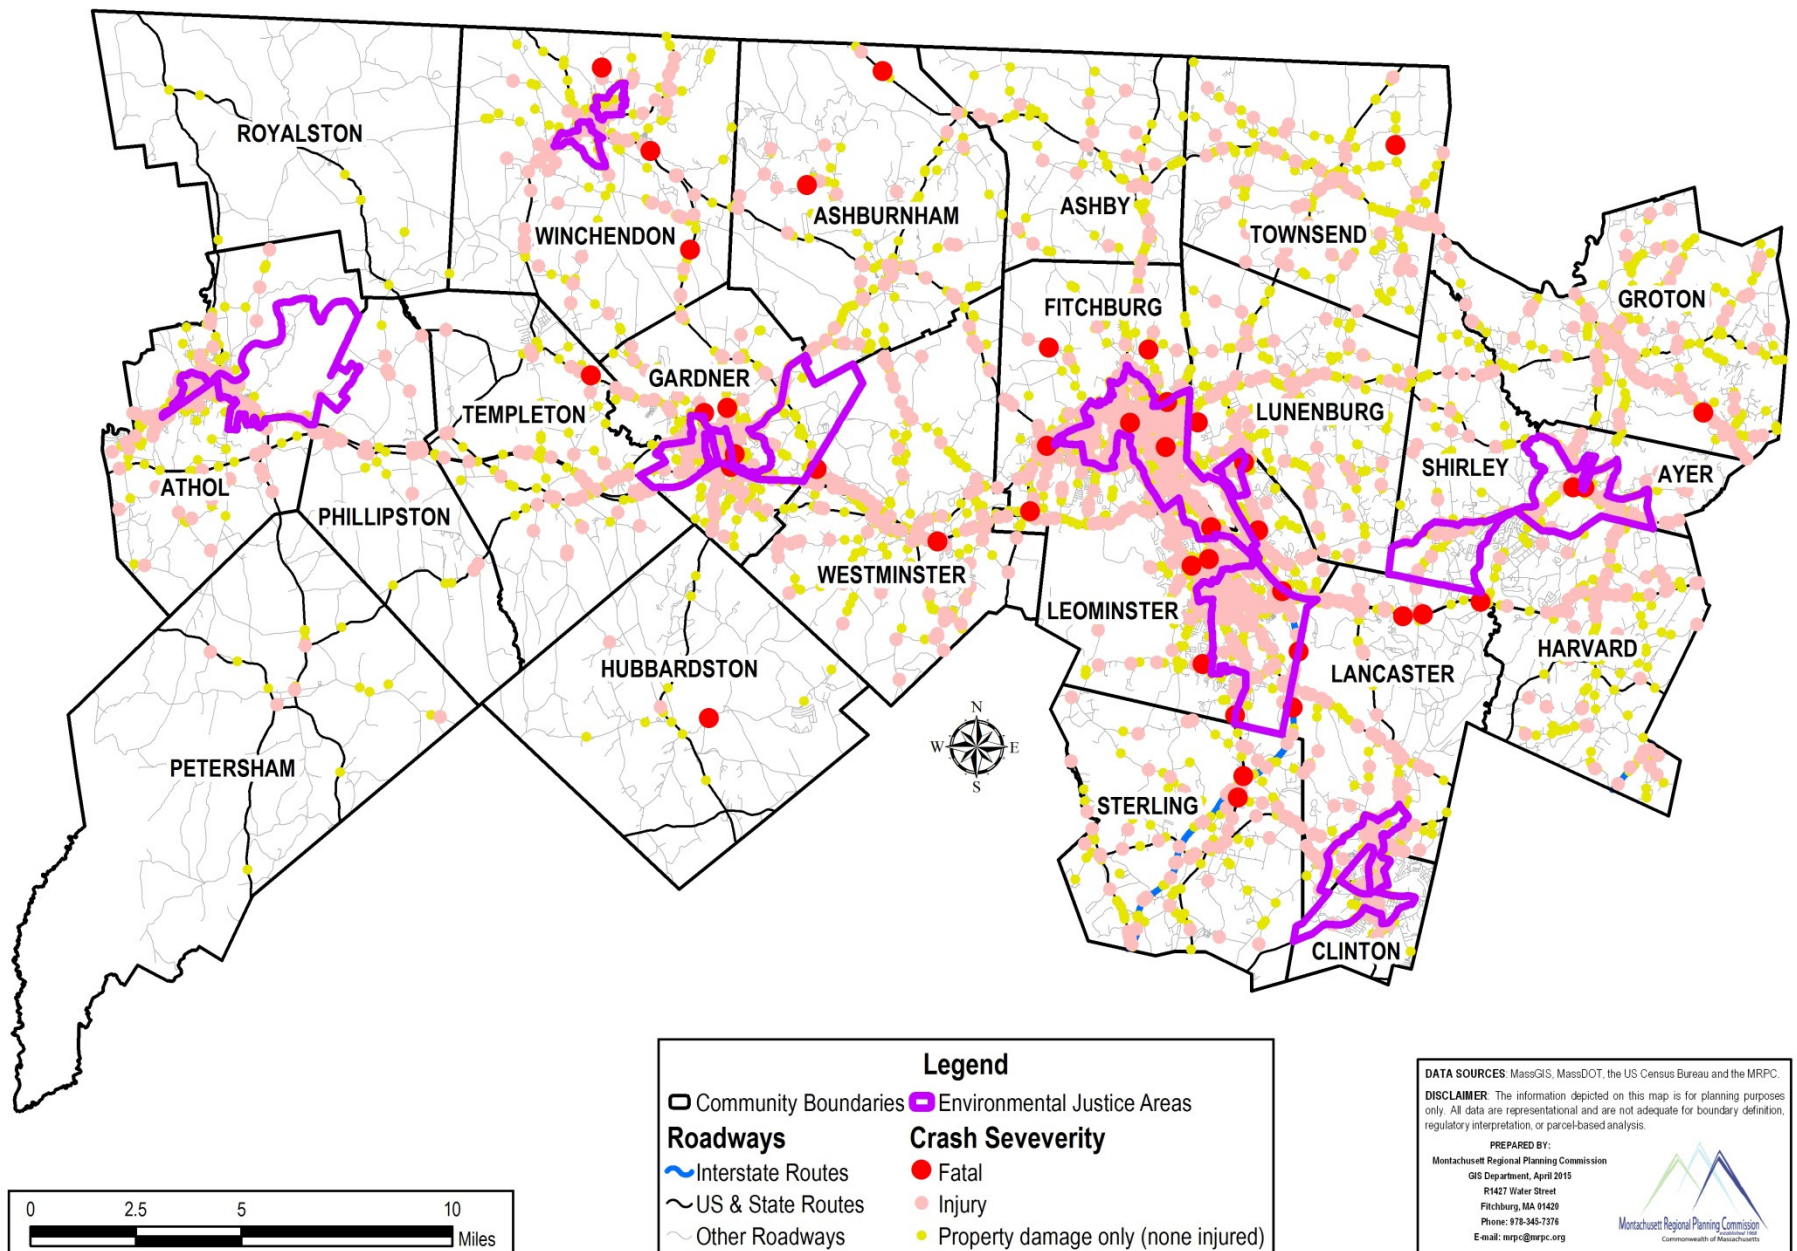 ROYALSTON
WINCHENDON
ASHBURNHAM
ASHBY
TOWNSEND
GROTON
FITCHBURG
GARDNER
TEMPLETON
LUNENBURG
SHIRLEY
AYER
ATHOL
PHILLIPSTON
WESTMINSTER
LEOMINSTER
HARVARD
HUBBARDSTON
LANCASTER
PETERSHAM
STERLING
CLINTON
N
W E
S
Legend
Community Boundaries Environmental Justice Areas
Roadways Crash Seveverity
Interstate Routes Fatal
US & State Routes Injury
Other Roadways Property damage only (none injured)
0 2.5 5 10
Miles
DATA SOURCES: MassGIS, MassDOT, the US Census Bureau and the MRPC.
DISCLAIMER: The information depicted on this map is for planning purposes
only. All data are representational and are not adequate for boundary definition,
regulatory interpretation, or parcel-based analysis.
PREPARED BY:
Montachusett Regional Planning Commission
GIS Department, April 2015
R1427 Water Street
Fitchburg, MA 01420
Phone: 978-345-7376
E-mail: mrpc@mrpc.org
Montachusett Regional Planning Commission
established 1968
Commonwealth of Massachusetts